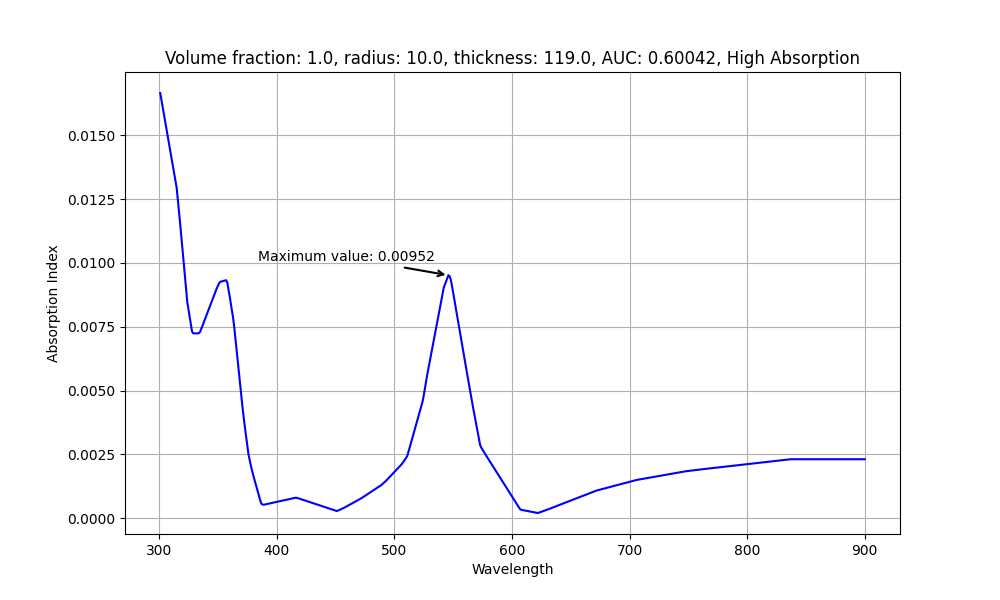 Volume fraction: 1.0, radius: 10.0, thickness: 119.0, AUC: 0.60042, High Absorption
0.0150
0.0125
Maximum value: 0.00952
0.0100
0.0075
0.0050
0.0025
0.0000
Absorption Index
300 400 500 600 700 800 900
Wavelength